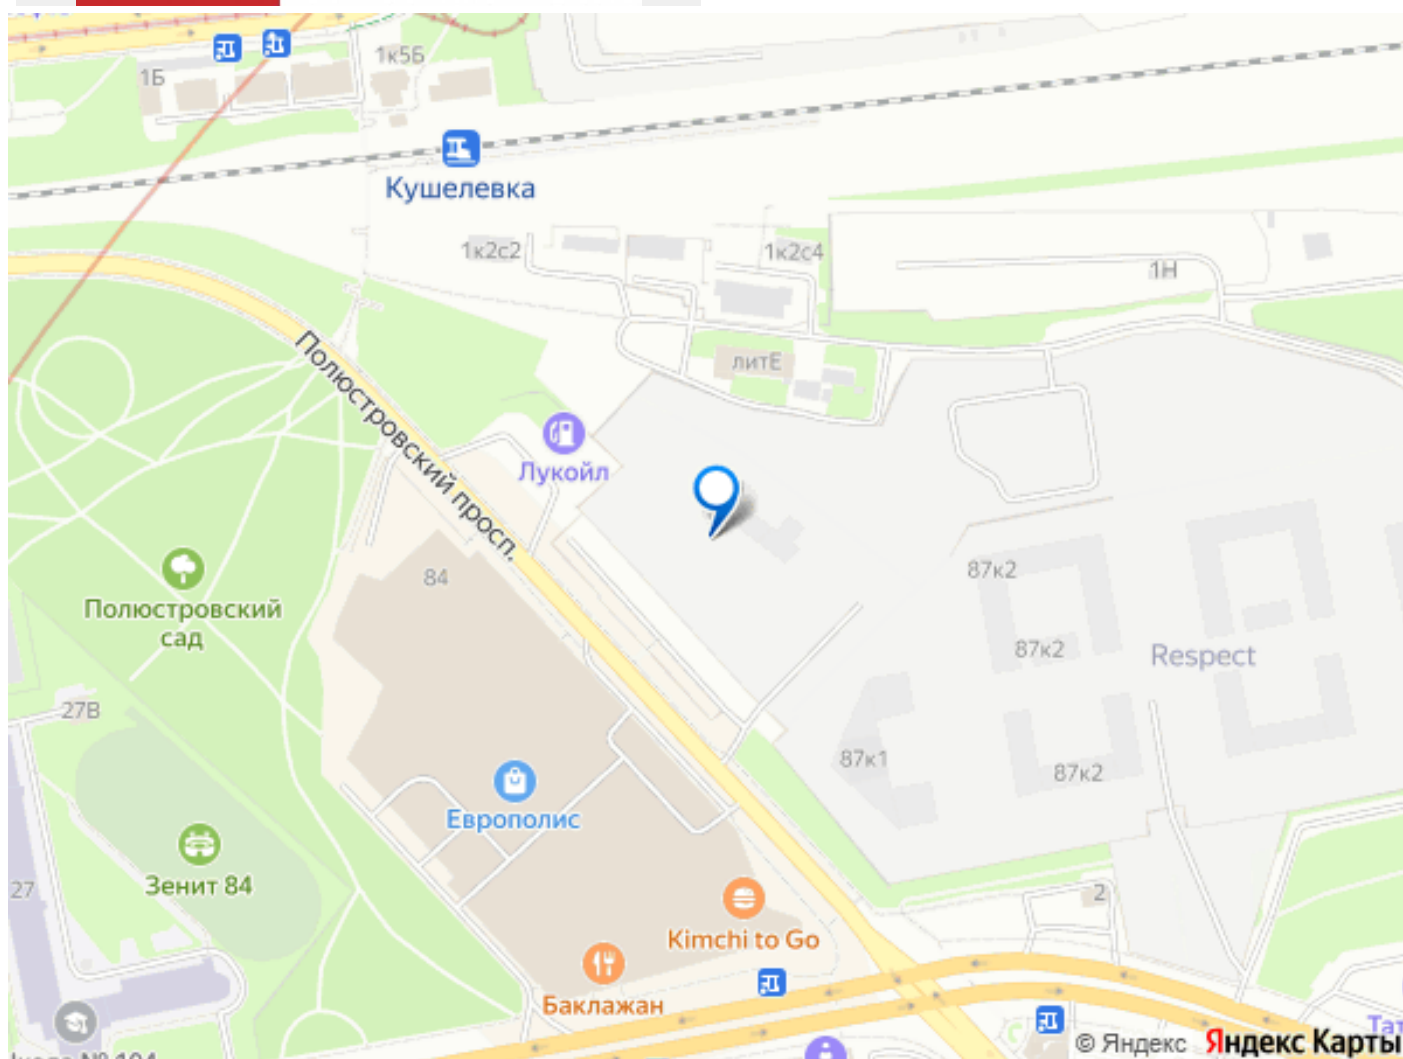 1Б
1к5Б
Кушелевка
1к2с2
1к2с4
1Н
Полюстровский просп.
литЕ
Лукойл
84
87к2
Полюстровский
сад
87к2
Respect
27В
87к1
87к2
Европолис
Зенит 84
27
2
Kimchi to Go
Баклажан
© Яндекс Яндекс Карты